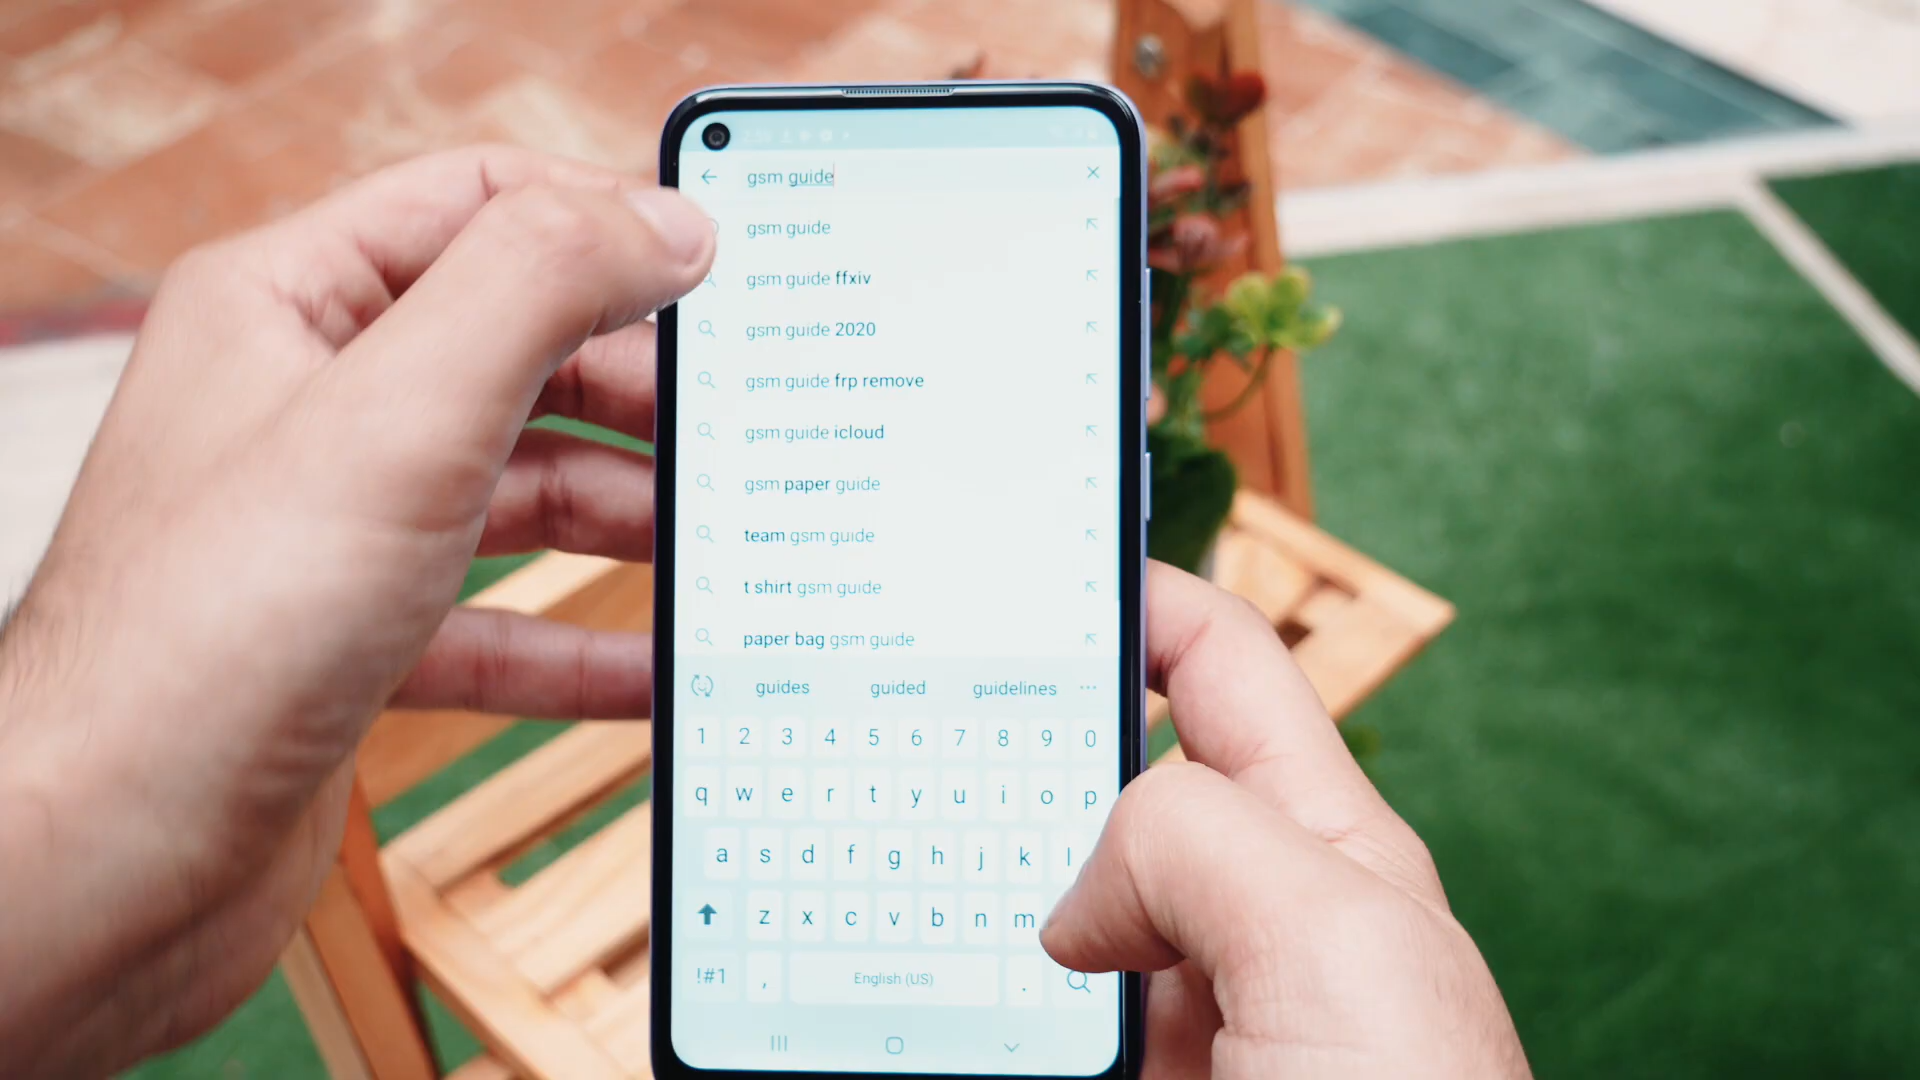 gsm guide
gsm guide
gsm guide ffxiv
gsm guide 2020
gsm guide frp remove
gsm guide icloud
gsm paper guide
team gsm guide
t shirt gsm guide
paper bag gsm guide
guides guided guidelines
1 2 3 4 5 6 7 8 9 0
q w e r t y u i o p
a s d f g h j k l
z x c v b n m
!#1 , English (US) .